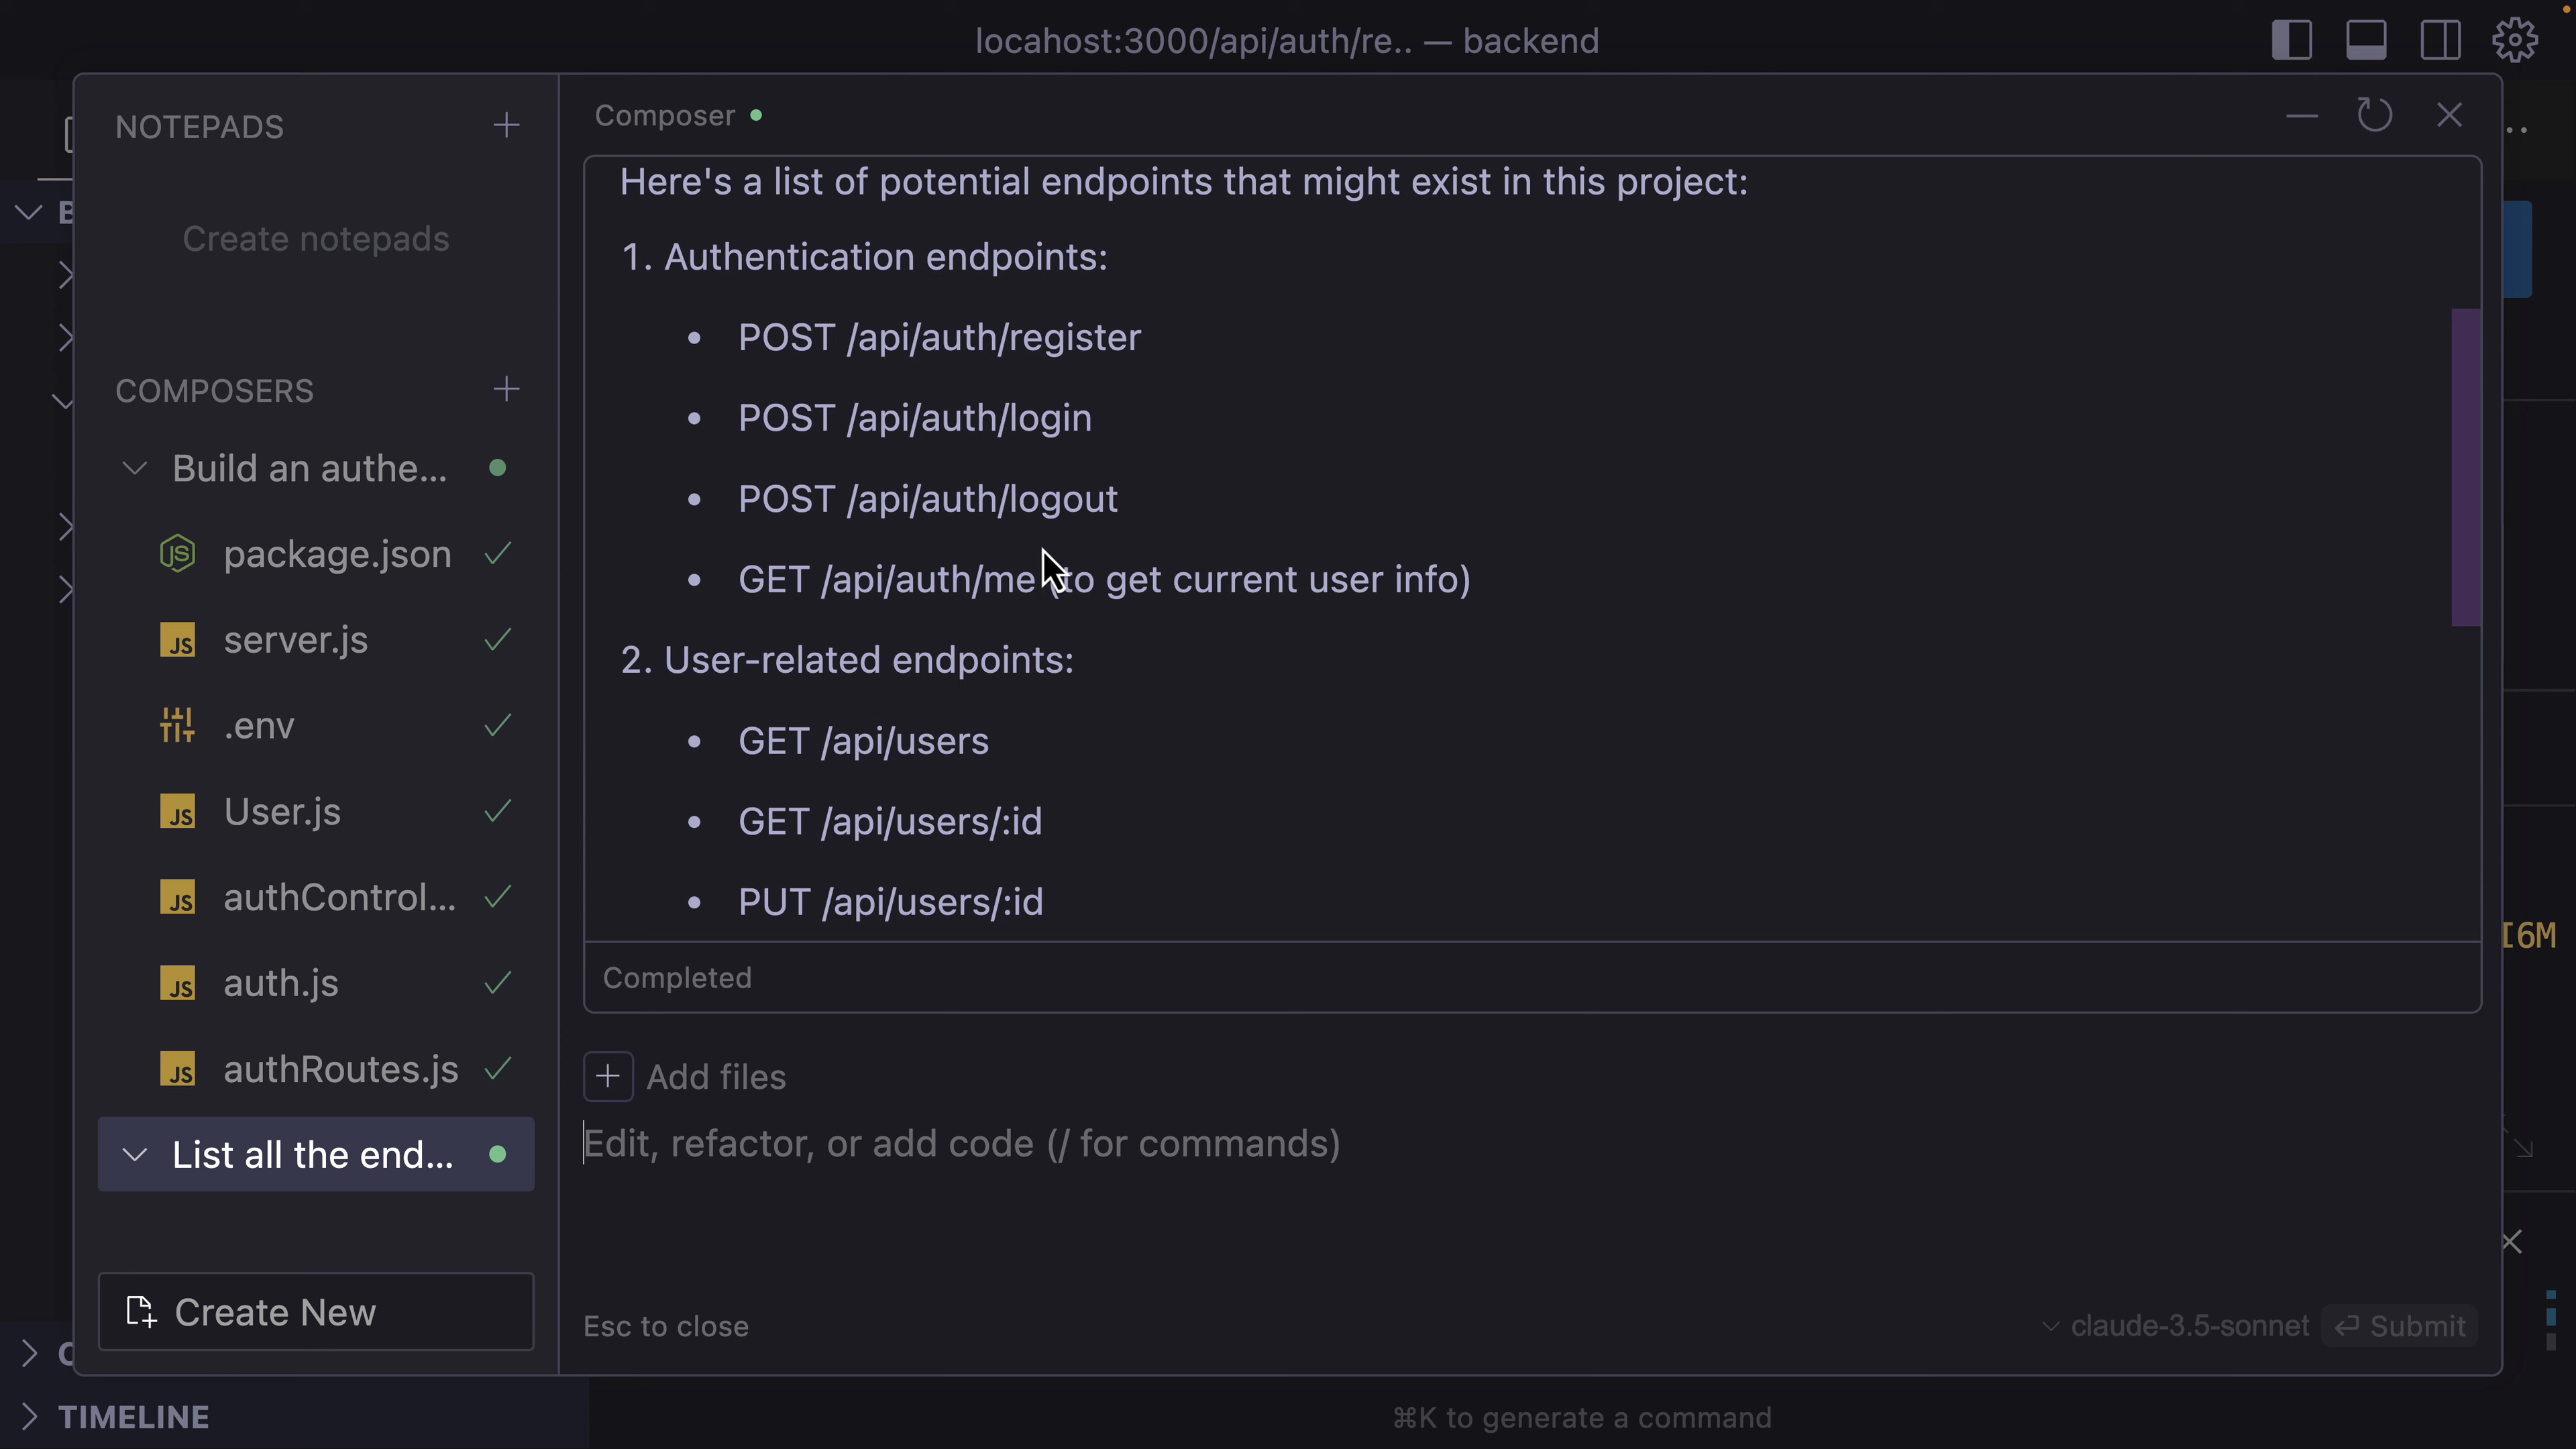 locahost:3000/api/auth/re.. — backend
NOTEPADS
Create notepads
COMPOSERS
Build an authe...
package.json
server.js
.env
User.js
authControl...
auth.js
authRoutes.js
List all the end...
Create New
TIMELINE
Composer
Here's a list of potential endpoints that might exist in this project:
1. Authentication endpoints:
• POST /api/auth/register
• POST /api/auth/login
• POST /api/auth/logout
• GET /api/auth/me (to get current user info)
2. User-related endpoints:
• GET /api/users
• GET /api/users/:id
• PUT /api/users/:id
Completed
Add files
Edit, refactor, or add code (/ for commands)
Esc to close
claude-3.5-sonnet
Submit
I6M
⌘K to generate a command